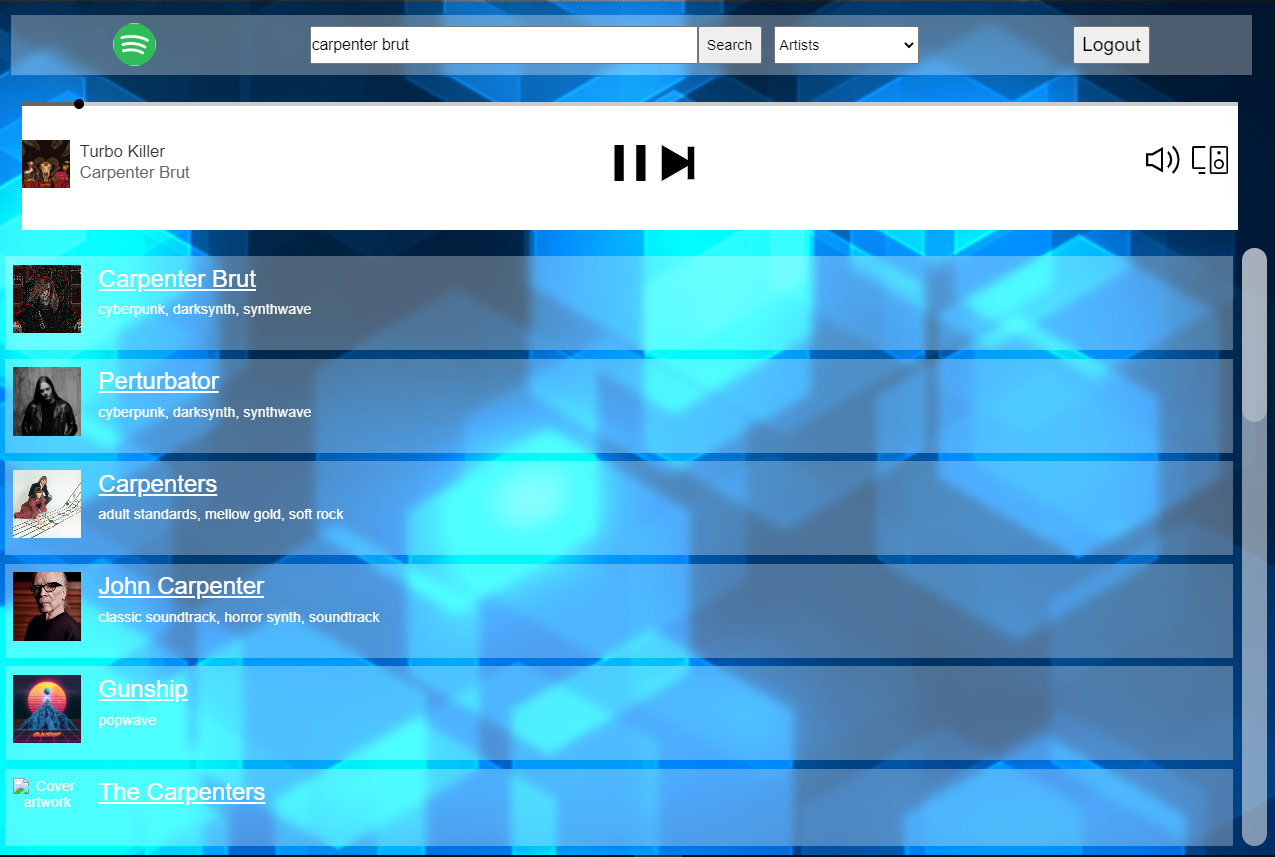 carpenter brut
Search
Artists
Logout
Turbo Killer
Carpenter Brut
Carpenter Brut
cyberpunk, darksynth, synthwave
Perturbator
cyberpunk, darksynth, synthwave
Carpenters
adult standards, mellow gold, soft rock
John Carpenter
classic soundtrack, horror synth, soundtrack
Gunship
popwave
GUNSHIP
Cover
artwork
The Carpenters